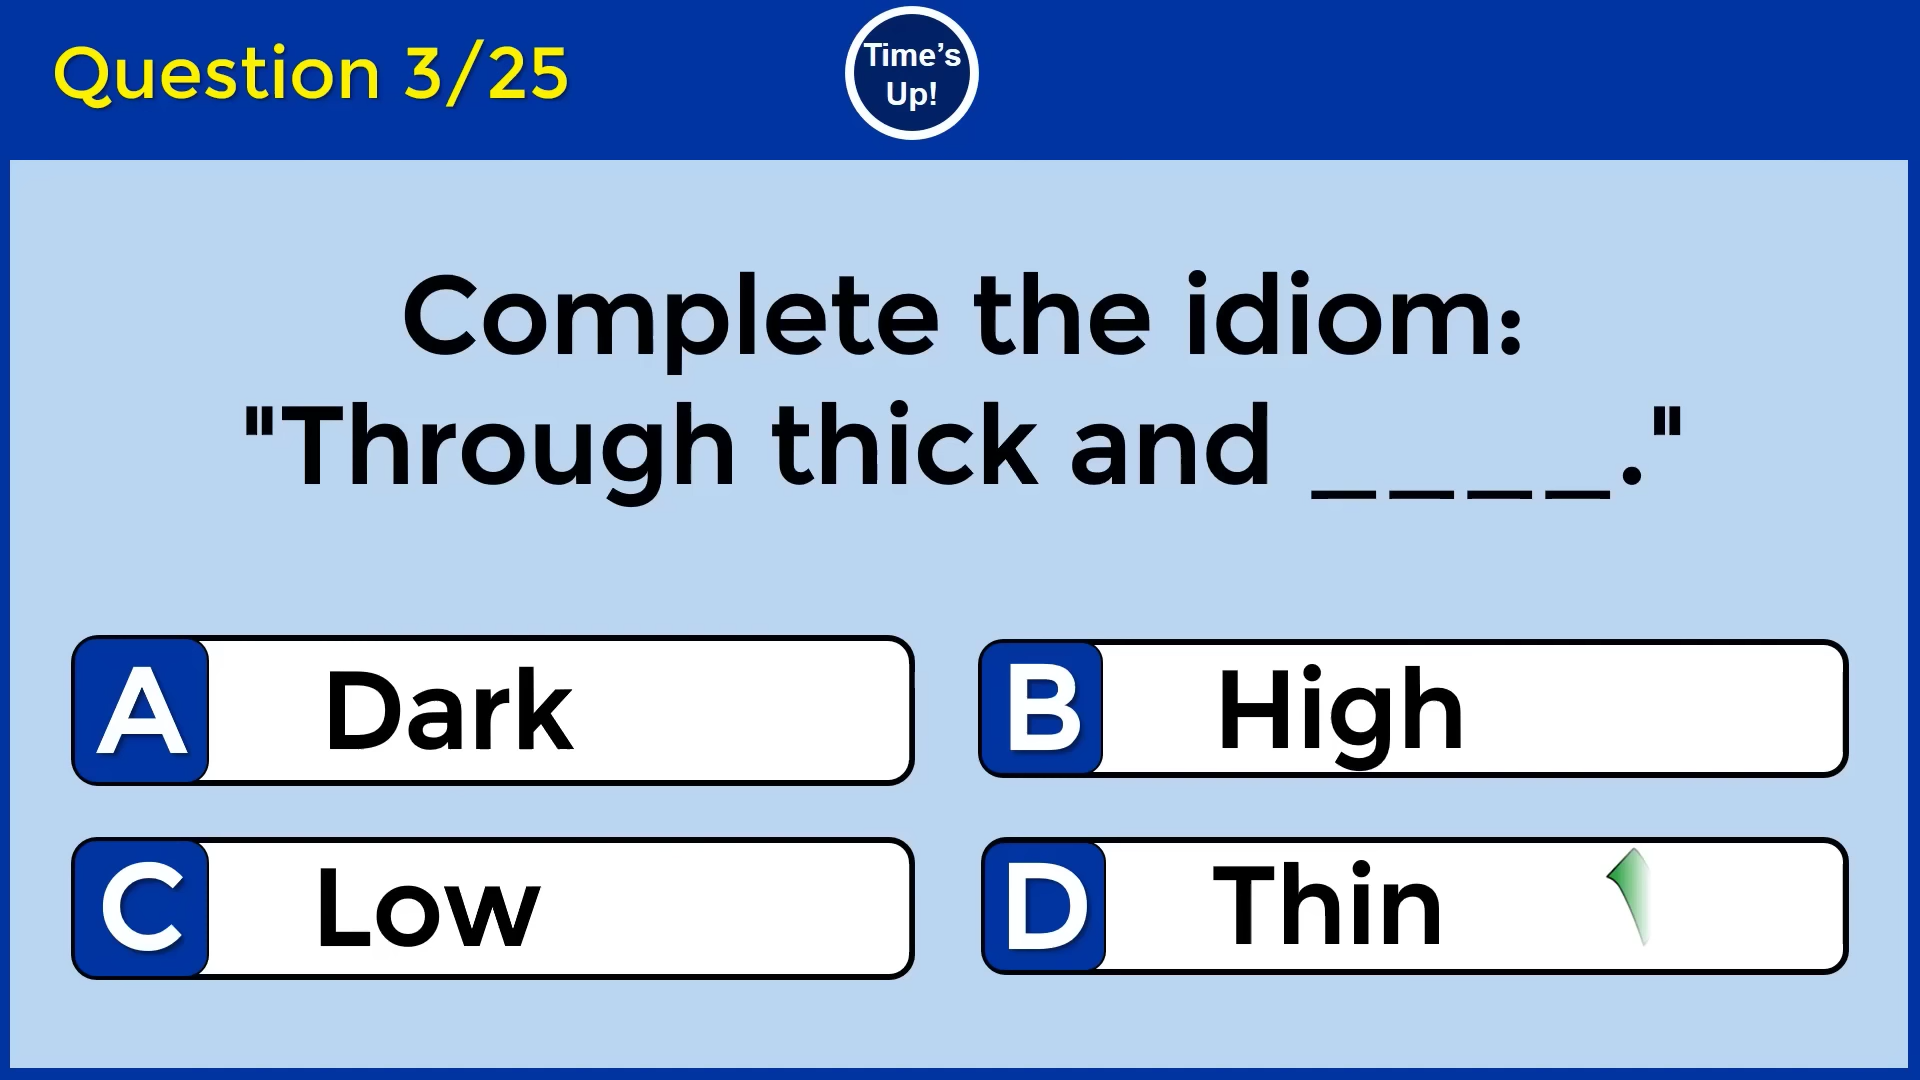 Question 3/25
Time’s
Up!
Complete the idiom:
"Through thick and ____."
A Dark
B High
C Low
D Thin